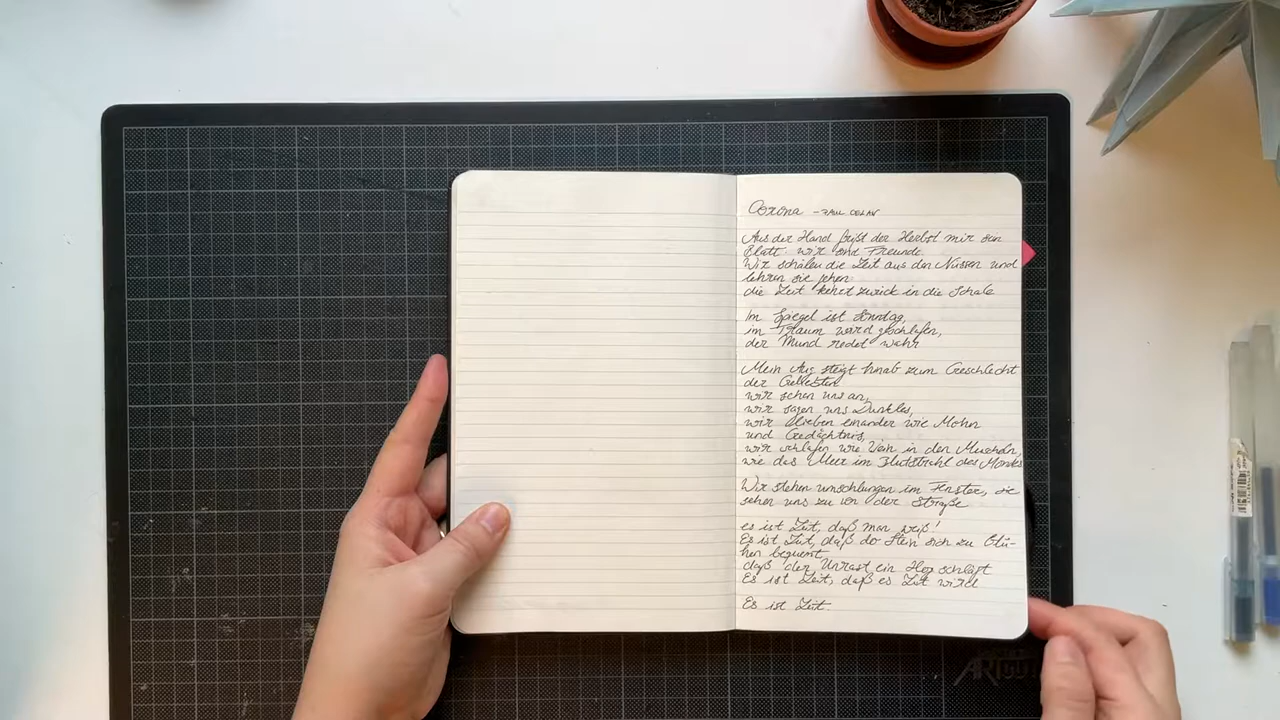 Corona - PAUL CELAN
Aus der Hand frißt der Herbst mir sein
Blatt wir sind Freunde
Wir schälen die Zeit aus den Nüssen und
lehren sie gehen
die Zeit kehrt zurück in die Schale
Im Spiegel ist Sonntag,
im Traum wird geschlafen,
der Mund redet wahr
Mein Aug steigt hinab zum Geschlecht
der Geliebten
wir sehen uns an,
wir sagen uns Dunkles,
wir lieben einander wie Mohn
und Gedächtnis,
wir schlafen wie Wein in den Muscheln,
wie das Meer im Blutstrahl des Mondes
Wir stehen umschlungen im Fenster, sie
sehen uns zu von der Straße
es ist Zeit, daß man weiß!
Es ist Zeit, daß der Stein sich zu blü-
hen bequemt,
daß der Unrast ein Herz schlägt
Es ist Zeit, daß es Zeit wird
Es ist Zeit.